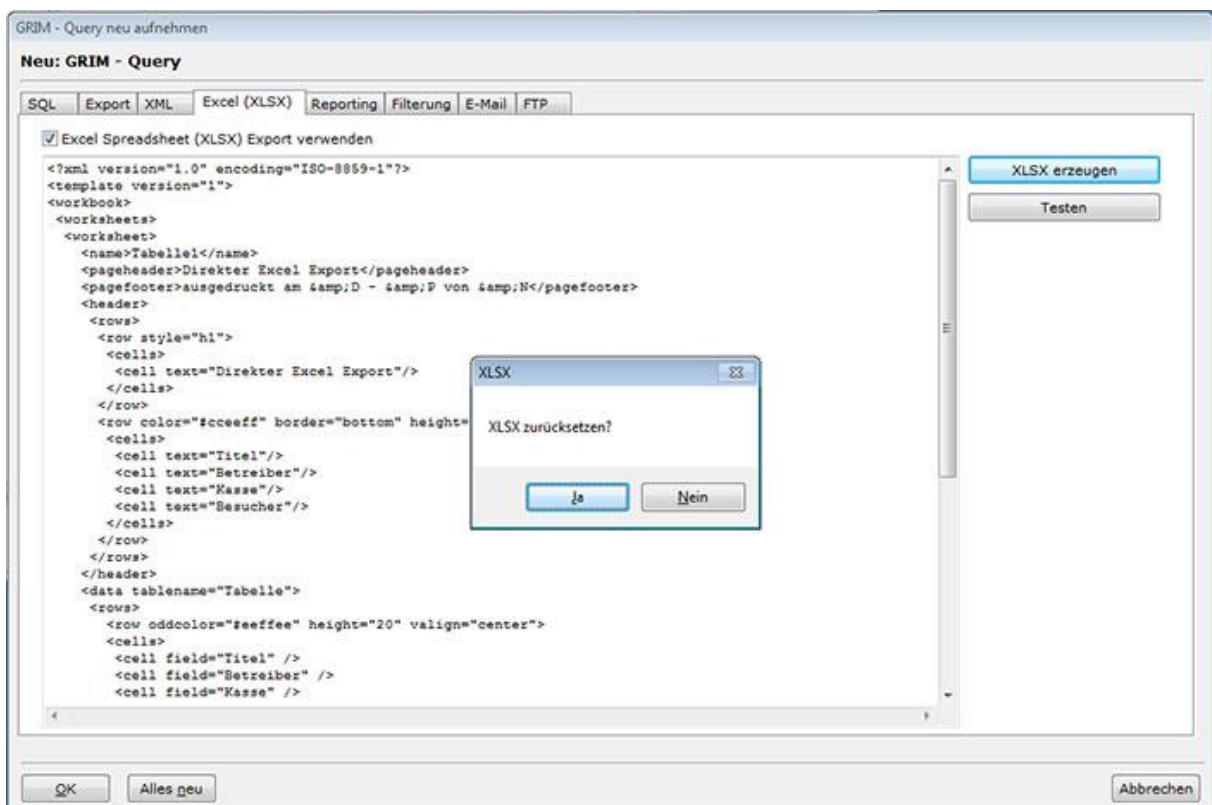 GRIM - Query neu aufnehmen
Neu: GRIM - Query
SQL Export XML Excel (XLSX) Reporting Filterung E-Mail FTP
Excel Spreadsheet (XLSX) Export verwenden
<?xml version="1.0" encoding="ISO-8859-1"?>
<template version="1">
<workbook>
<worksheets>
<worksheet>
<name>Tabelle1</name>
<pageheader>Direkter Excel Export</pageheader>
<pagefooter>ausgedruckt am &amp;D - &amp;P von &amp;N</pagefooter>
<header>
<rows>
<row style="h1">
<cells>
<cell text="Direkter Excel Export"/>
</cells>
</row>
<row color="#cceeff" border="bottom" height=
<cells>
<cell text="Titel"/>
<cell text="Betreiber"/>
<cell text="Kasse"/>
<cell text="Besucher"/>
</cells>
</row>
</rows>
</header>
<data tablename="Tabelle">
<rows>
<row oddcolor="#eeffee" height="20" valign="center">
<cells>
<cell field="Titel" />
<cell field="Betreiber" />
<cell field="Kasse" />
XLSX erzeugen
Testen
XLSX
XLSX zurücksetzen?
Ja Nein
OK Alles neu Abbrechen